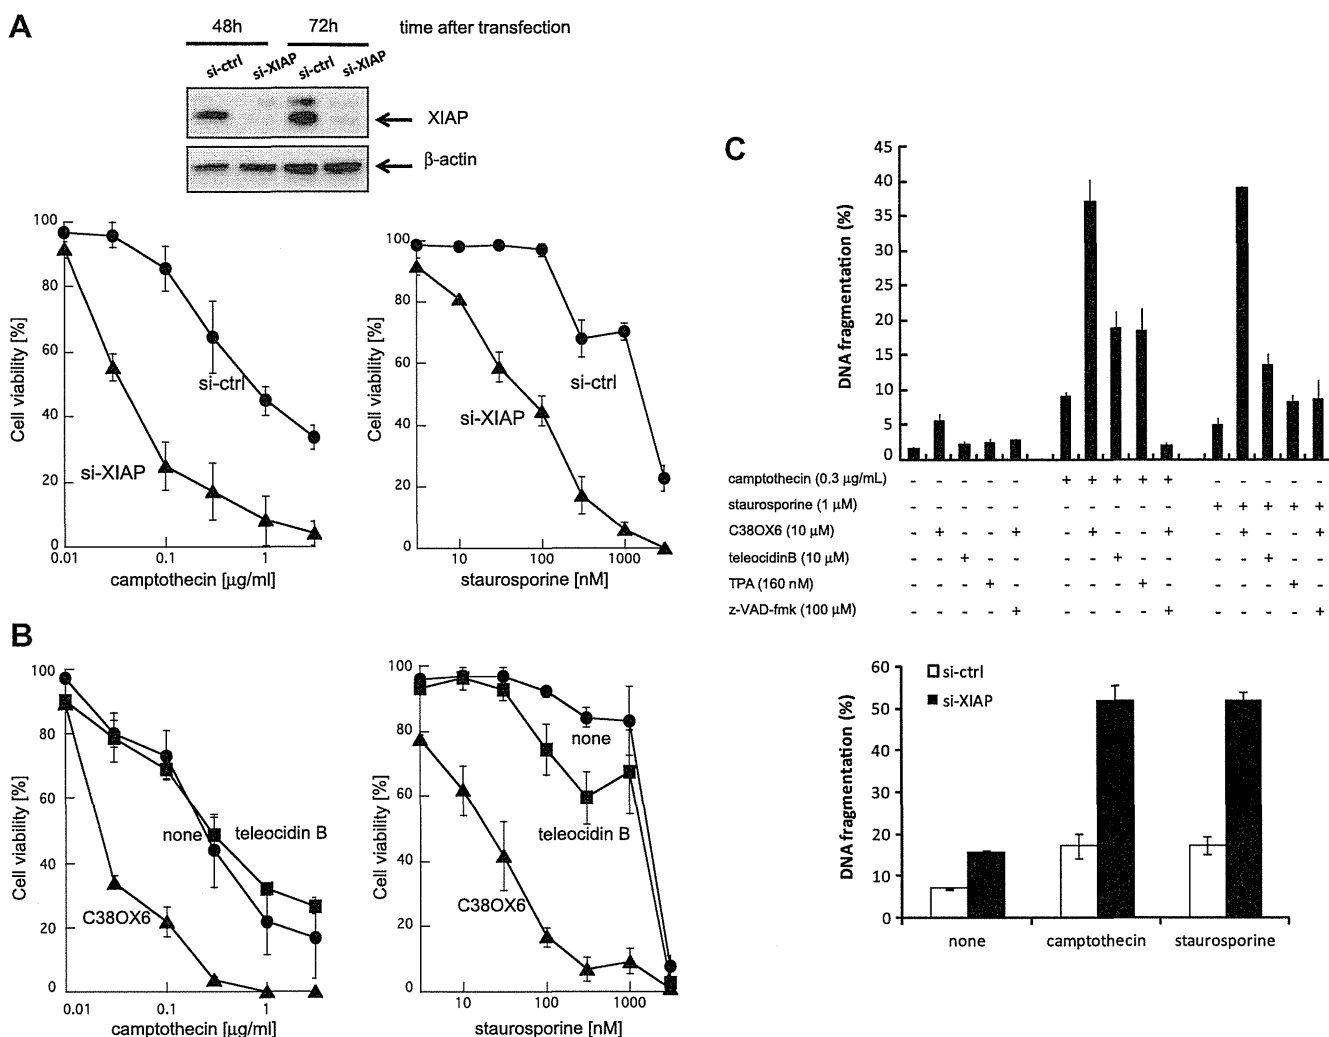 A
48h 72h time after transfection
si-ctrl si-XIAP si-ctrl si-XIAP
XIAP
β-actin
100
80
60
40
20
0
Cell viability [%]
si-ctrl
si-XIAP
0.01 0.1 1
camptothecin [µg/ml]
100
80
60
40
20
0
Cell viability [%]
si-ctrl
si-XIAP
10 100 1000
staurosporine [nM]
B
100
80
60
40
20
0
Cell viability [%]
none teleocidin B
C38OX6
0.01 0.1 1
camptothecin [µg/ml]
100
80
60
40
20
0
Cell viability [%]
none
teleocidin B
C38OX6
10 100 1000
staurosporine [nM]
C
45
40
35
30
25
20
15
10
5
0
DNA fragmentation (%)
camptothecin (0.3 µg/mL) - - - - - + + + + + - - - - -
staurosporine (1 µM) - - - - - - - - - - + + + + +
C38OX6 (10 µM) - + - - + - + - - + - + - - +
teleocidinB (10 µM) - - + - - - - + - - - - + - -
TPA (160 nM) - - - + - - - - + - - - - + -
z-VAD-fmk (100 µM) - - - - + - - - - + - - - - +
60
50
40
30
20
10
0
DNA fragmentation (%)
si-ctrl
si-XIAP
none camptothecin staurosporine